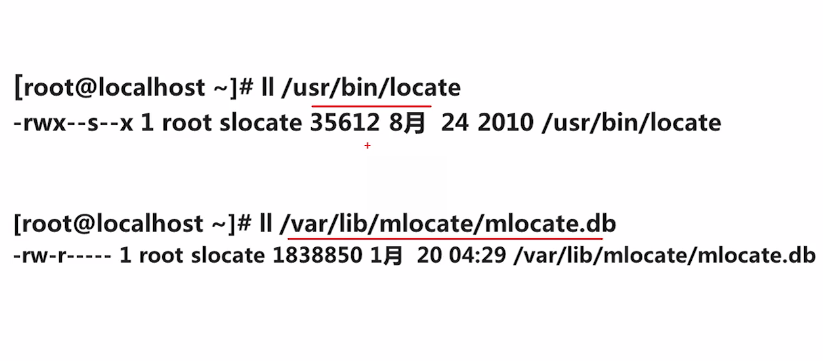 [root@localhost ~]# ll /usr/bin/locate
-rwx--s--x 1 root slocate 35612 8月 24 2010 /usr/bin/locate
[root@localhost ~]# ll /var/lib/mlocate/mlocate.db
-rw-r----- 1 root slocate 1838850 1月 20 04:29 /var/lib/mlocate/mlocate.db